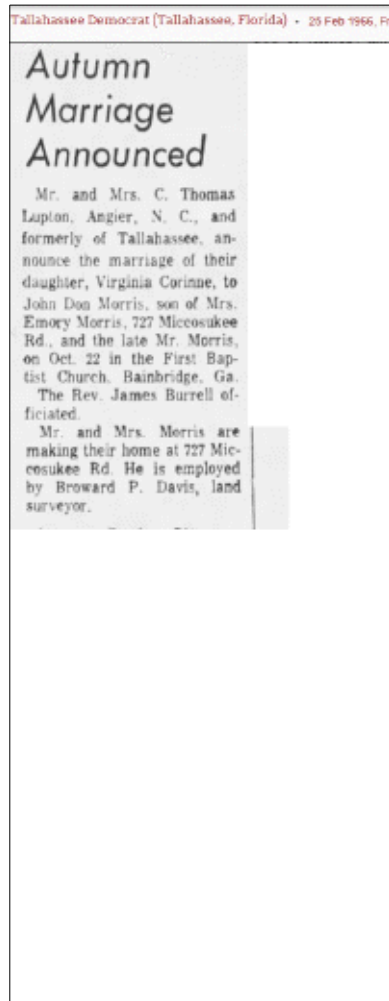 Tallahassee Democrat (Tallahassee, Florida) · 25 Feb 1966, Fr
Autumn
Marriage
Announced
Mr. and Mrs. C. Thomas
Lupton, Angier, N. C., and
formerly of Tallahassee, an-
nounce the marriage of their
daughter, Virginia Corinne, to
John Don Morris, son of Mrs.
Emory Morris, 727 Miccosukee
Rd., and the late Mr. Morris,
on Oct. 22 in the First Bap-
tist Church, Bainbridge, Ga.
The Rev. James Burrell of-
ficiated.
Mr. and Mrs. Morris are
making their home at 727 Mic-
cosukee Rd. He is employed
by Broward P. Davis, land
surveyor.